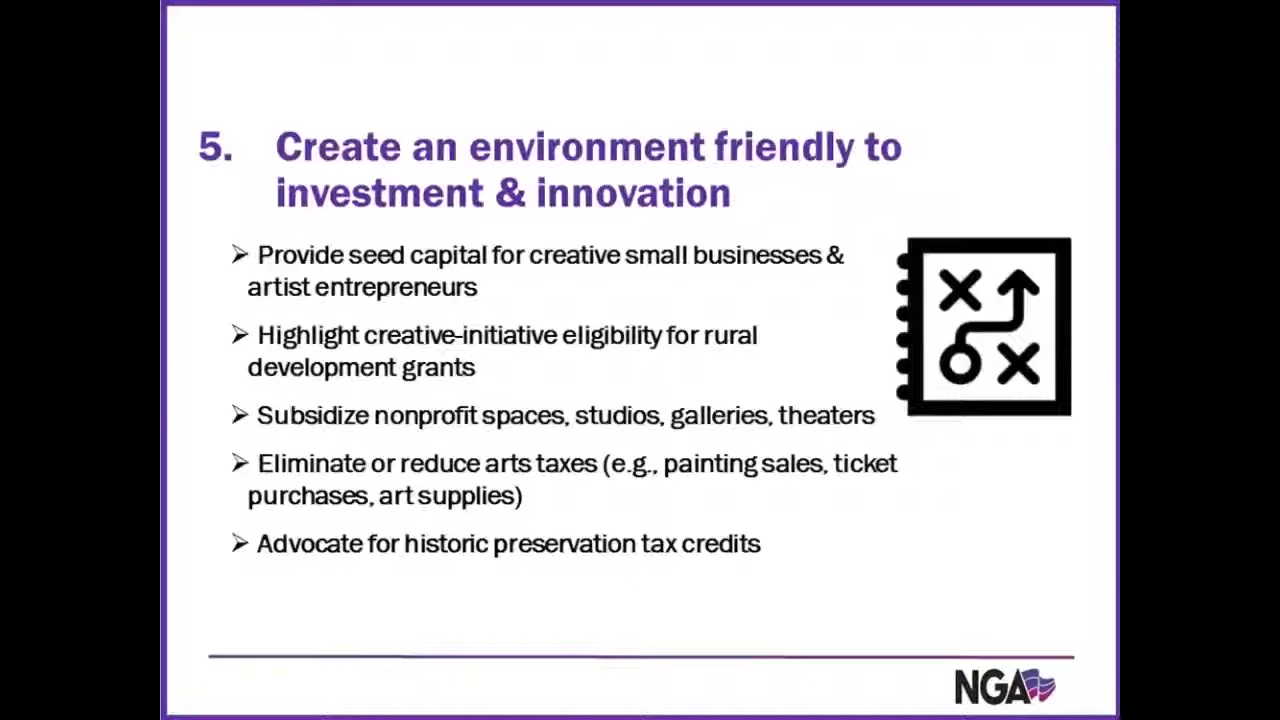 5. Create an environment friendly to
investment & innovation
➢ Provide seed capital for creative small businesses &
artist entrepreneurs
➢ Highlight creative-initiative eligibility for rural
development grants
➢ Subsidize nonprofit spaces, studios, galleries, theaters
➢ Eliminate or reduce arts taxes (e.g., painting sales, ticket
purchases, art supplies)
➢ Advocate for historic preservation tax credits
NGA